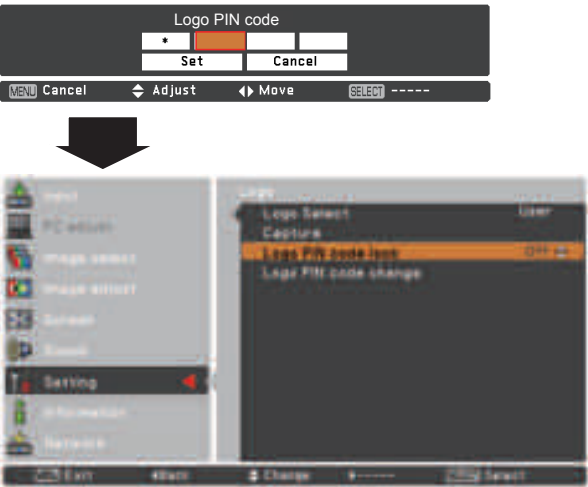 Logo PIN code
*
Set Cancel
MENU Cancel Adjust Move SELECT -----
Input
PC adjust
Image select
Image adjust
Screen
Sound
Setting
Information
Network
Logo
Logo Select User
Capture
Logo PIN code lock Off
Logo PIN code change
Exit Back Change ----- Select